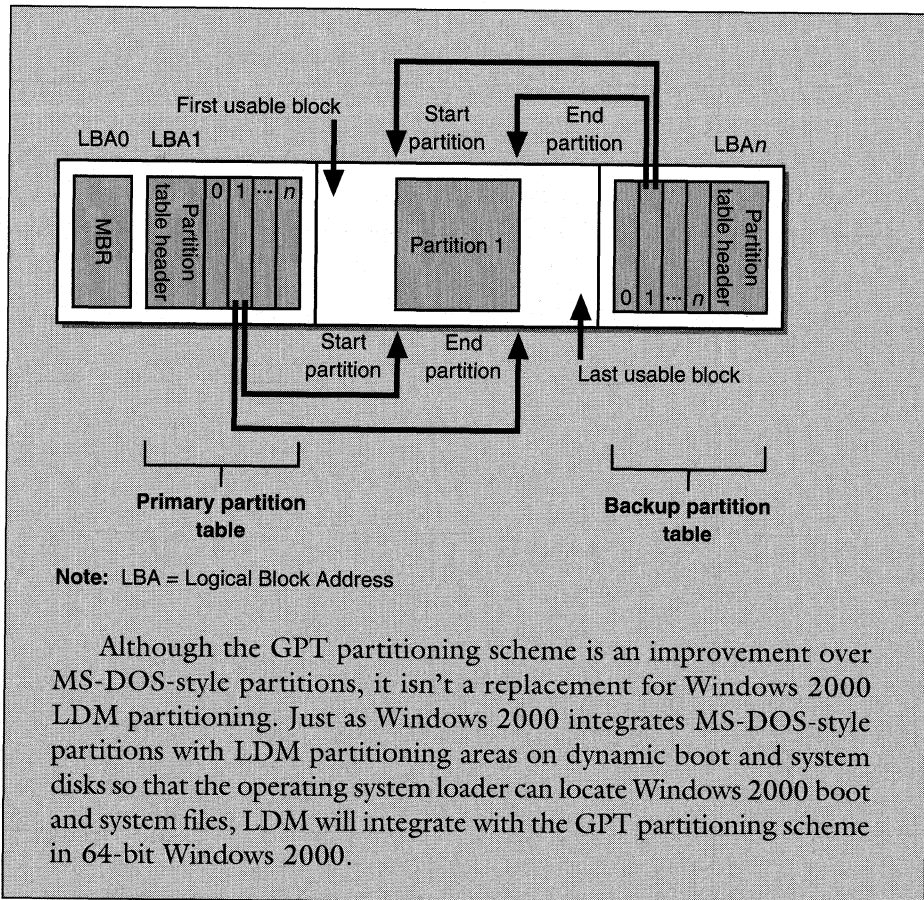 First usable block
Start
partition
End
partition
LBA0
LBA1
LBAn
MBR
Partition
table header
0 1 ... n
Partition 1
0 1 ... n
Partition
table header
Start
partition
End
partition
Last usable block
Primary partition
table
Backup partition
table
Note: LBA = Logical Block Address
Although the GPT partitioning scheme is an improvement over
MS-DOS-style partitions, it isn't a replacement for Windows 2000
LDM partitioning. Just as Windows 2000 integrates MS-DOS-style
partitions with LDM partitioning areas on dynamic boot and system
disks so that the operating system loader can locate Windows 2000 boot
and system files, LDM will integrate with the GPT partitioning scheme
in 64-bit Windows 2000.